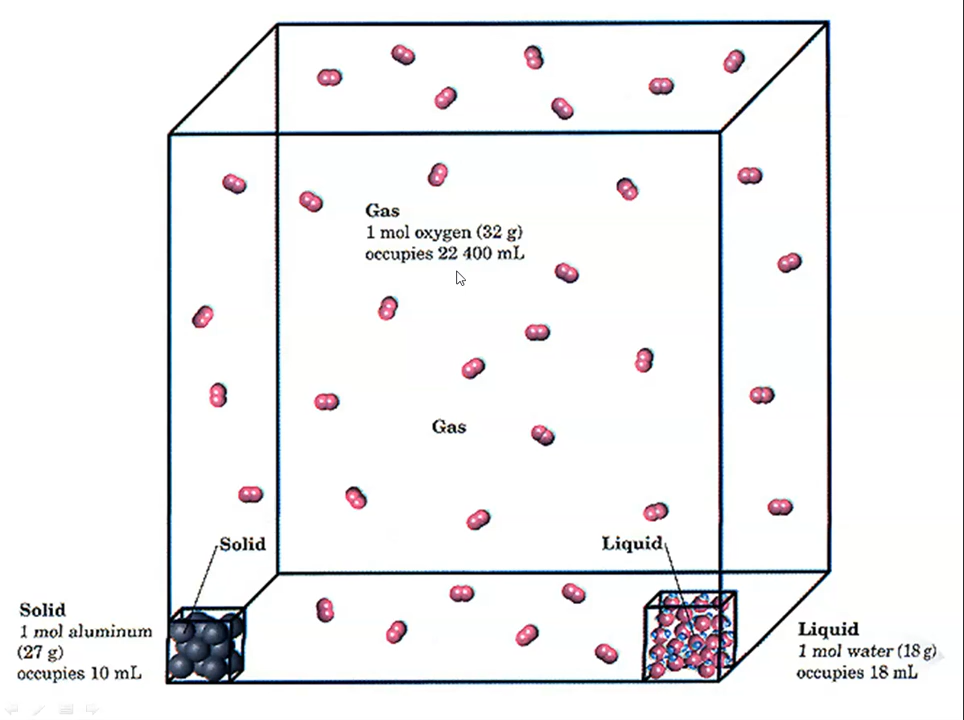 Gas
1 mol oxygen (32 g)
occupies 22 400 mL
Gas
Solid
Liquid
Solid
1 mol aluminum
(27 g)
occupies 10 mL
Liquid
1 mol water (18 g)
occupies 18 mL